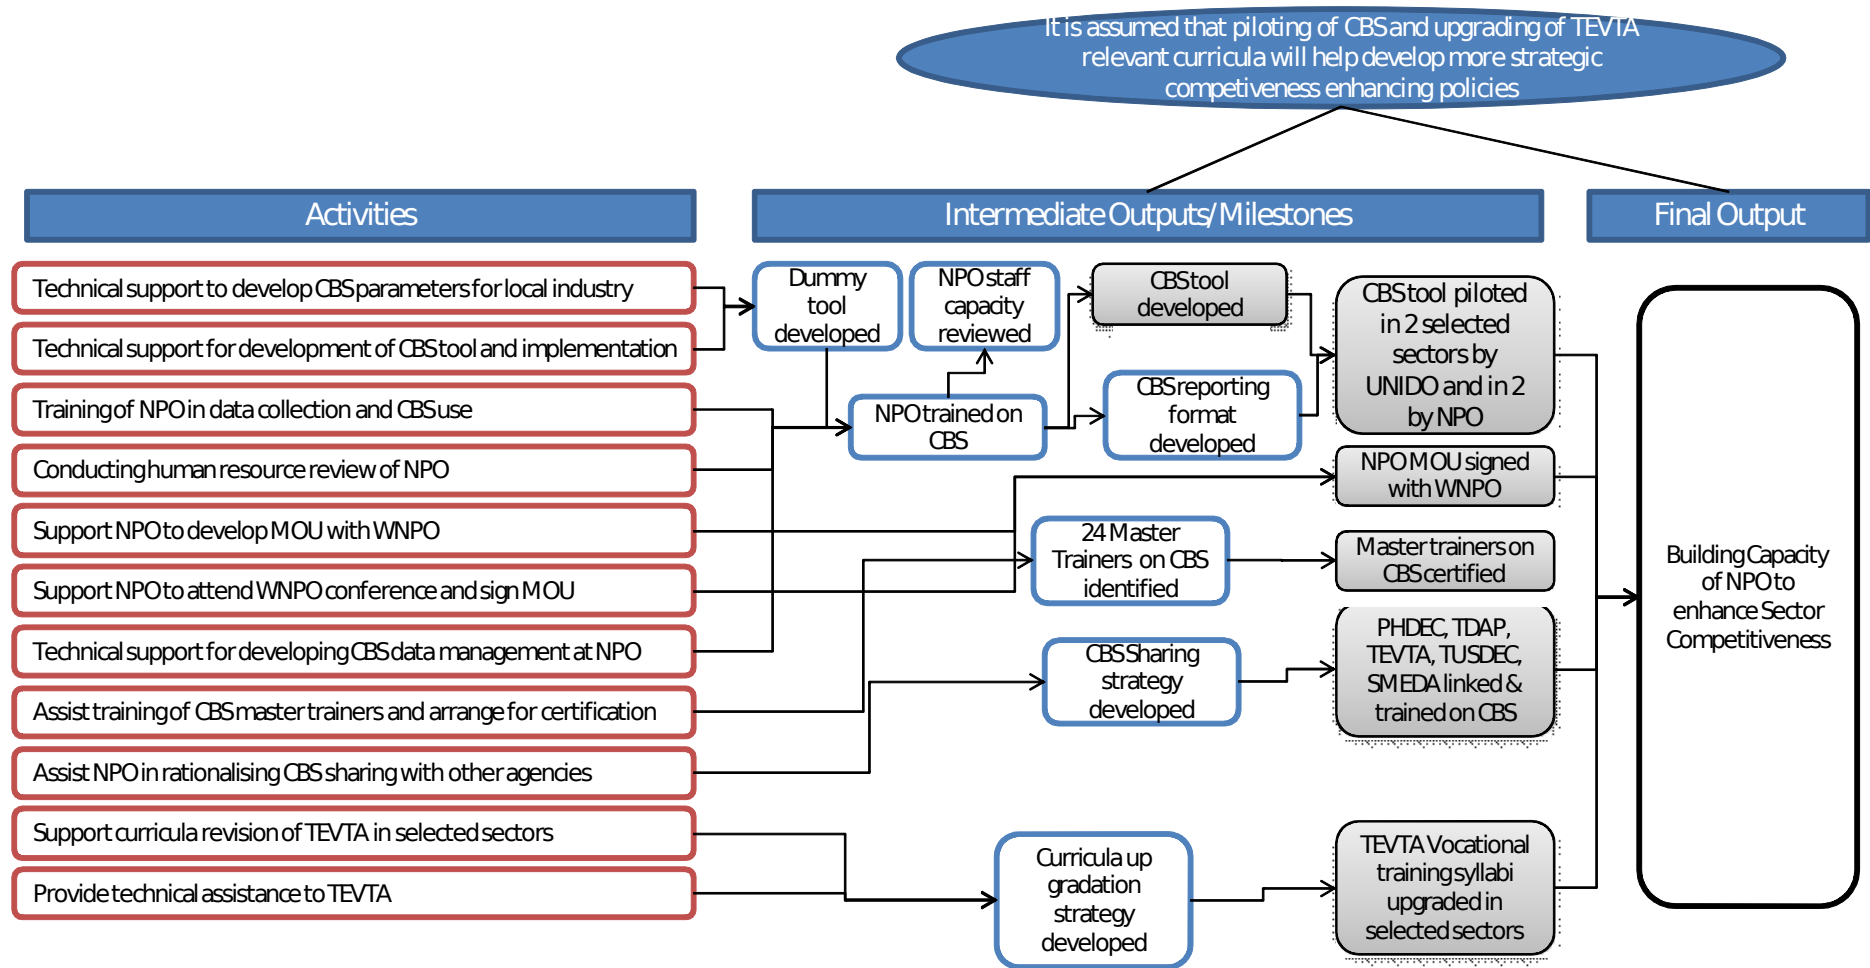 It is assumed that piloting of CBS and upgrading of TEVTA
relevant curricula will help develop more strategic
competiveness enhancing policies
Activities
Intermediate Outputs/Milestones
Final Output
Technical support to develop CBS parameters for local industry
Technical support for development of CBS tool and implementation
Training of NPO in data collection and CBS use
Conducting human resource review of NPO
Support NPO to develop MOU with WNPO
Support NPO to attend WNPO conference and sign MOU
Technical support for developing CBS data management at NPO
Assist training of CBS master trainers and arrange for certification
Assist NPO in rationalising CBS sharing with other agencies
Support curricula revision of TEVTA in selected sectors
Provide technical assistance to TEVTA
Dummy
tool
developed
NPO staff
capacity
reviewed
NPO trained on
CBS
CBS tool
developed
CBS reporting
format
developed
24 Master
Trainers on CBS
identified
CBS Sharing
strategy
developed
Curricula up
gradation
strategy
developed
CBS tool piloted
in 2 selected
sectors by
UNIDO and in 2
by NPO
NPO MOU signed
with WNPO
Master trainers on
CBS certified
PHDEC, TDAP,
TEVTA, TUSDEC,
SMEDA linked &
trained on CBS
TEVTA Vocational
training syllabi
upgraded in
selected sectors
Building Capacity
of NPO to
enhance Sector
Competitiveness